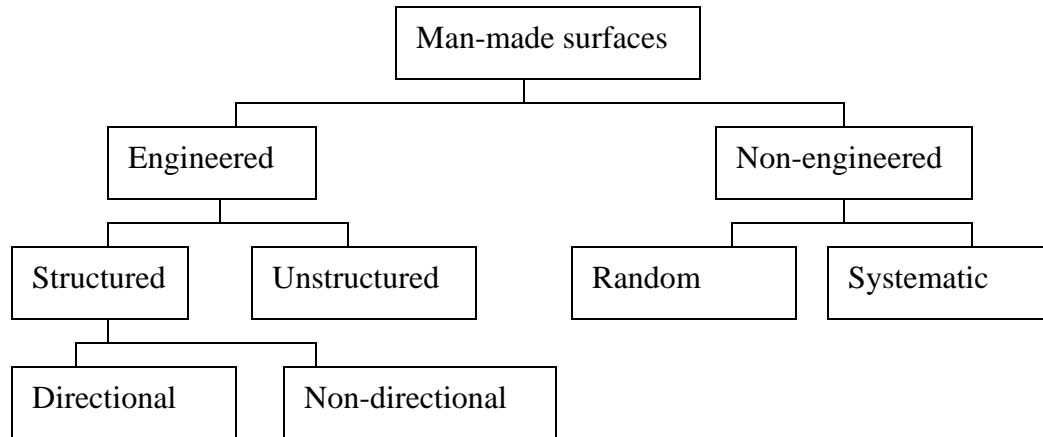 Man-made surfaces
Engineered
Non-engineered
Structured
Unstructured
Random
Systematic
Directional
Non-directional